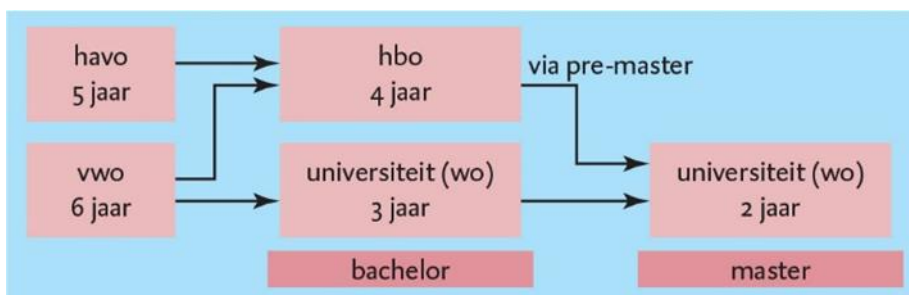 havo
5 jaar
hbo
4 jaar
via pre-master
vwo
6 jaar
universiteit (wo)
3 jaar
universiteit (wo)
2 jaar
bachelor
master